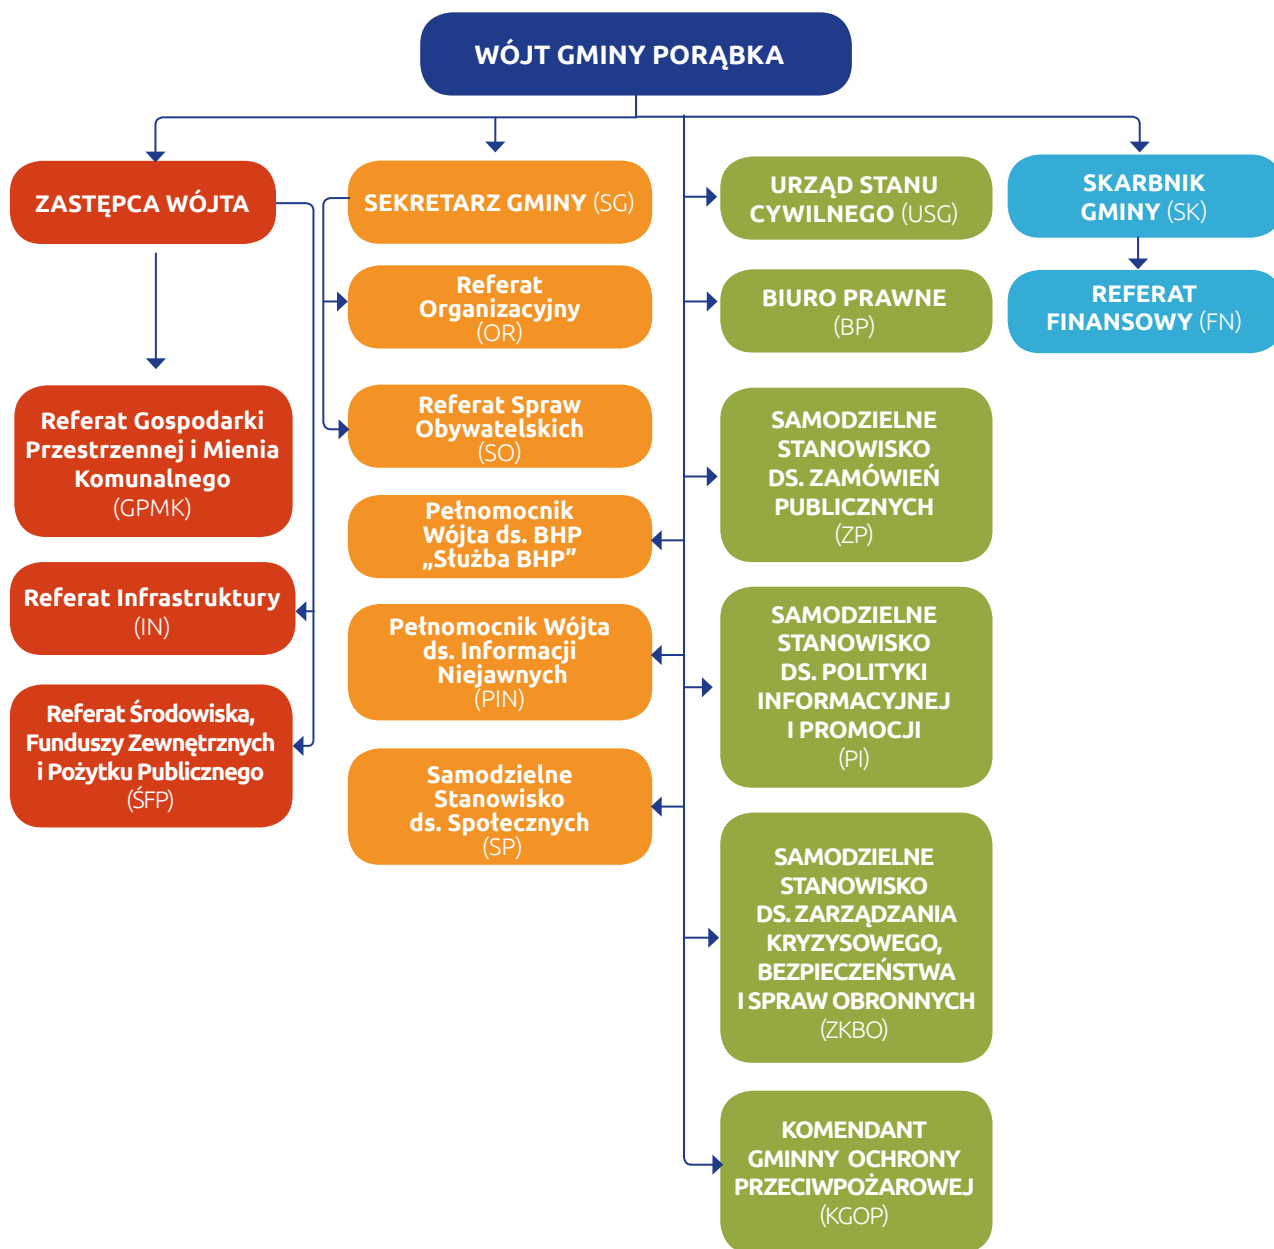 WÓJT GMINY PORĄBKA
ZASTĘPCA WÓJTA
Referat Gospodarki
Przestrzennej i Mienia
Komunalnego
(GPMK)
Referat Infrastruktury
(IN)
Referat Środowiska,
Funduszy Zewnętrznych
i Pożytku Publicznego
(ŚFP)
SEKRETARZ GMINY (SG)
Referat
Organizacyjny
(OR)
Referat Spraw
Obywatelskich
(SO)
Pełnomocnik
Wójta ds. BHP
„Służba BHP”
Pełnomocnik Wójta
ds. Informacji
Niejawnych
(PIN)
Samodzielne
Stanowisko
ds. Społecznych
(SP)
URZĄD STANU
CYWILNEGO (USG)
BIURO PRAWNE
(BP)
SAMODZIELNE
STANOWISKO
DS. ZAMÓWIEŃ
PUBLICZNYCH
(ZP)
SAMODZIELNE
STANOWISKO
DS. POLITYKI
INFORMACYJNEJ
I PROMOCJI
(PI)
SAMODZIELNE
STANOWISKO
DS. ZARZĄDZANIA
KRYZYSOWEGO,
BEZPIECZEŃSTWA
I SPRAW OBRONNYCH
(ZKBO)
KOMENDANT
GMINNY OCHRONY
PRZECIWPOŻAROWEJ
(KGOP)
SKARBNIK
GMINY (SK)
REFERAT
FINANSOWY (FN)